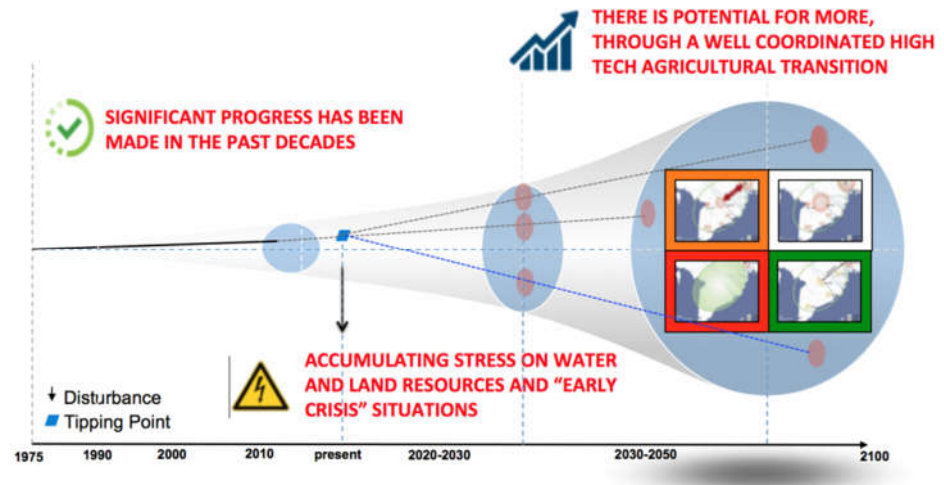 THERE IS POTENTIAL FOR MORE,
THROUGH A WELL COORDINATED HIGH
TECH AGRICULTURAL TRANSITION
SIGNIFICANT PROGRESS HAS BEEN
MADE IN THE PAST DECADES
ACCUMULATING STRESS ON WATER
AND LAND RESOURCES AND “EARLY
CRISIS” SITUATIONS
Disturbance
Tipping Point
1975 1990 2000 2010 present 2020-2030 2030-2050 2100